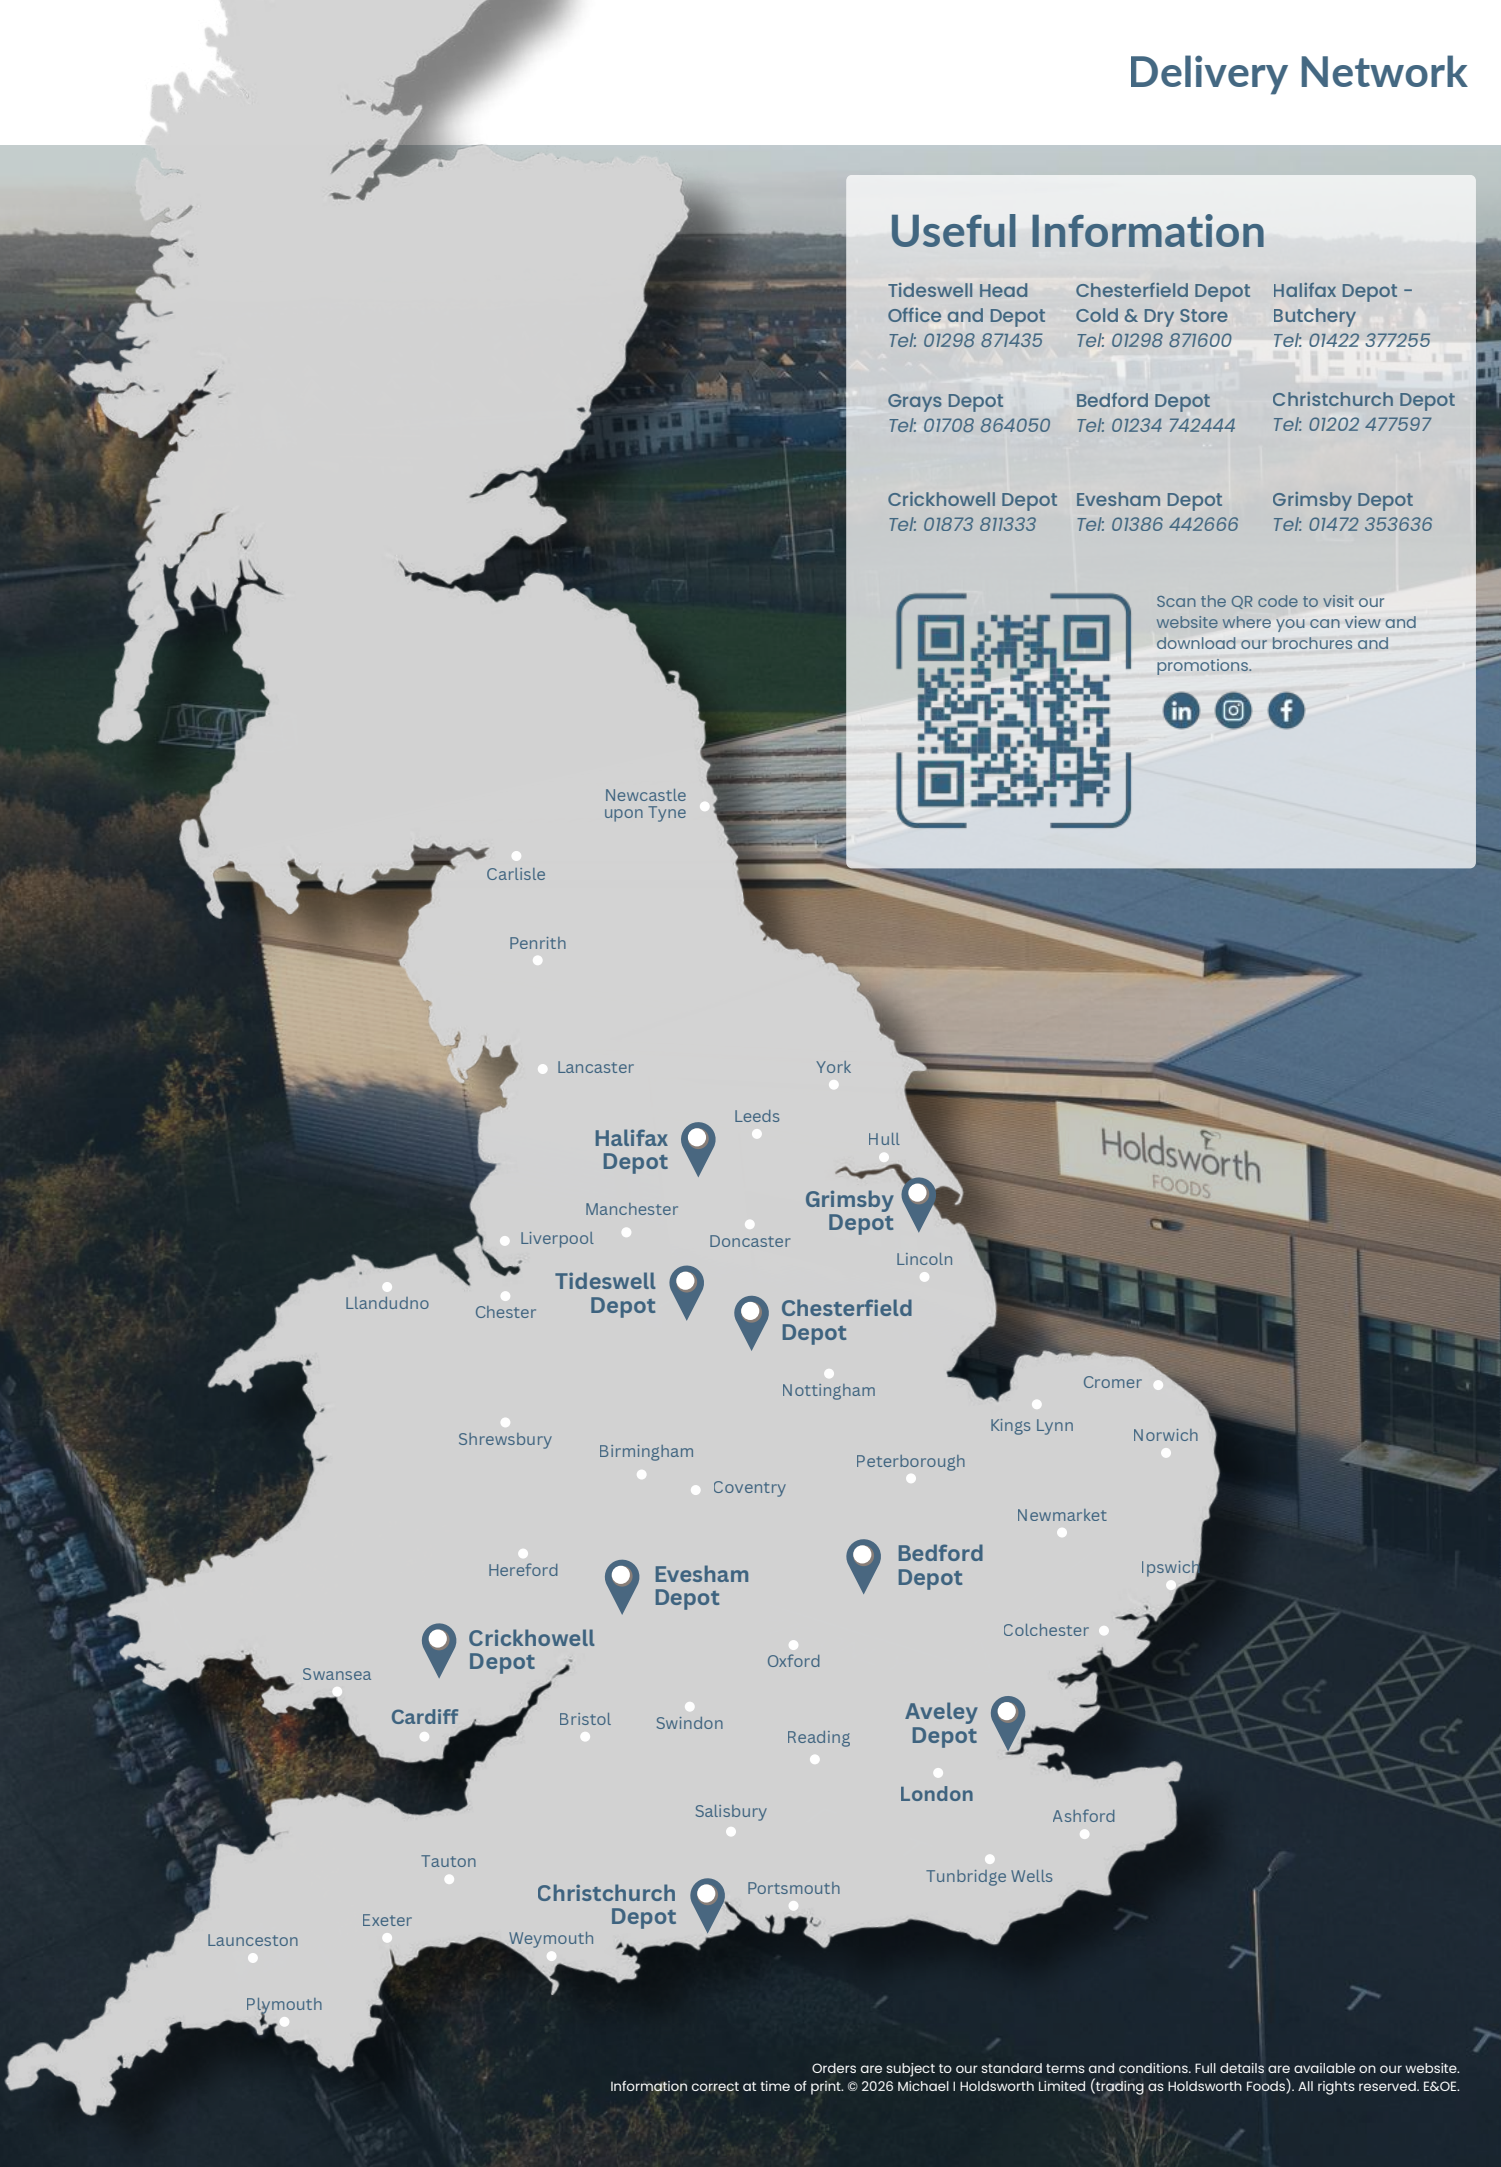 Delivery Network
Useful Information
Tideswell Head
Office and Depot
Tel: 01298 871435
Chesterfield Depot
Cold & Dry Store
Tel: 01298 871600
Halifax Depot -
Butchery
Tel: 01422 377255
Grays Depot
Tel: 01708 864050
Bedford Depot
Tel: 01234 742444
Christchurch Depot
Tel: 01202 477597
Crickhowell Depot
Tel: 01873 811333
Evesham Depot
Tel: 01386 442666
Grimsby Depot
Tel: 01472 353636
Scan the QR code to visit our
website where you can view and
download our brochures and
promotions.
in
f
Newcastle
upon Tyne
Carlisle
Penrith
Lancaster
York
Leeds
Halifax
Depot
Hull
Holdsworth
FOODS
Grimsby
Depot
Manchester
Liverpool
Doncaster
Lincoln
Tideswell
Depot
Llandudno
Chester
Chesterfield
Depot
Nottingham
Cromer
Kings Lynn
Norwich
Shrewsbury
Birmingham
Peterborough
Coventry
Newmarket
Hereford
Evesham
Depot
Bedford
Depot
Ipswich
Colchester
Crickhowell
Depot
Oxford
Swansea
Cardiff
Bristol
Swindon
Reading
Aveley
Depot
London
Salisbury
Ashford
Tauton
Tunbridge Wells
Christchurch
Depot
Portsmouth
Exeter
Weymouth
Launceston
Plymouth
Orders are subject to our standard terms and conditions. Full details are available on our website.
Information correct at time of print. © 2026 Michael I Holdsworth Limited (trading as Holdsworth Foods). All rights reserved. E&OE.